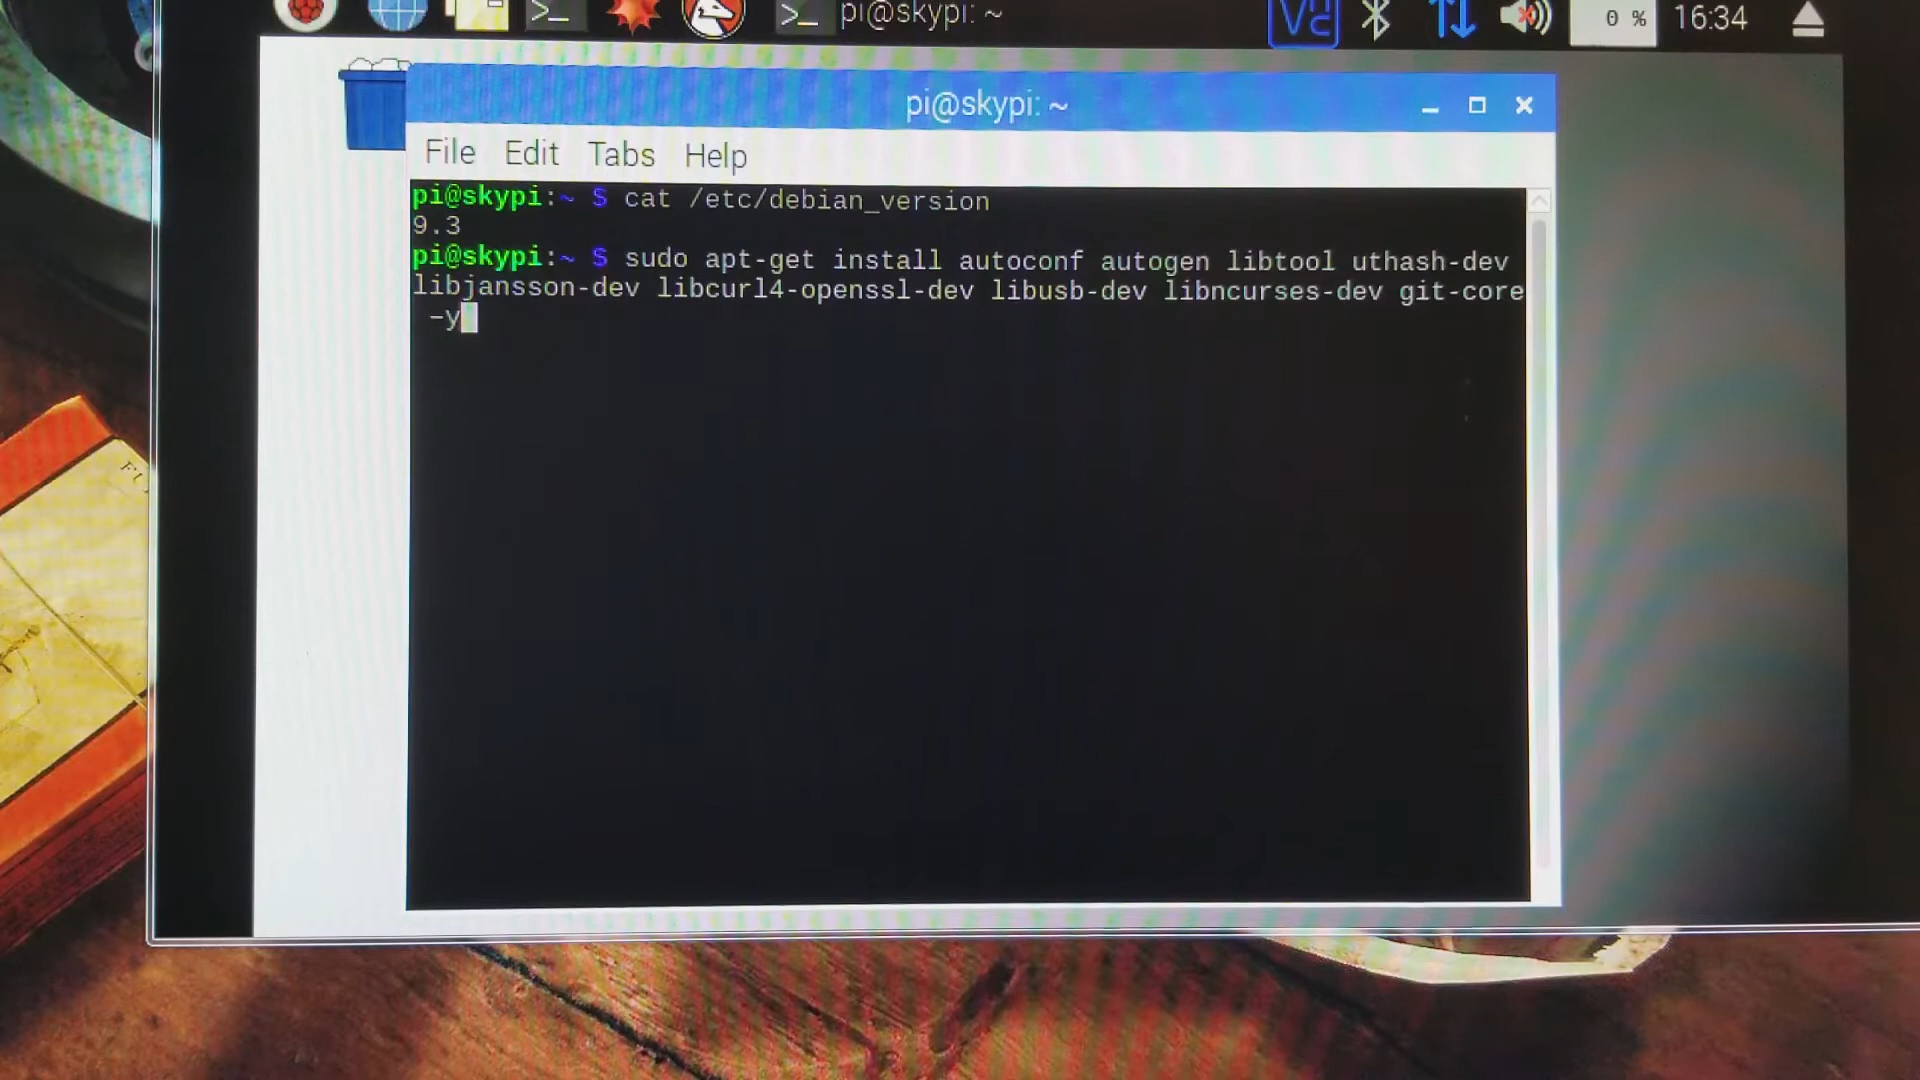 pi@skypi: ~
0 %
16:34
pi@skypi: ~
File Edit Tabs Help
pi@skypi:~ $ cat /etc/debian_version
9.3
pi@skypi:~ $ sudo apt-get install autoconf autogen libtool uthash-dev
libjansson-dev libcurl4-openssl-dev libusb-dev libncurses-dev git-core
-y